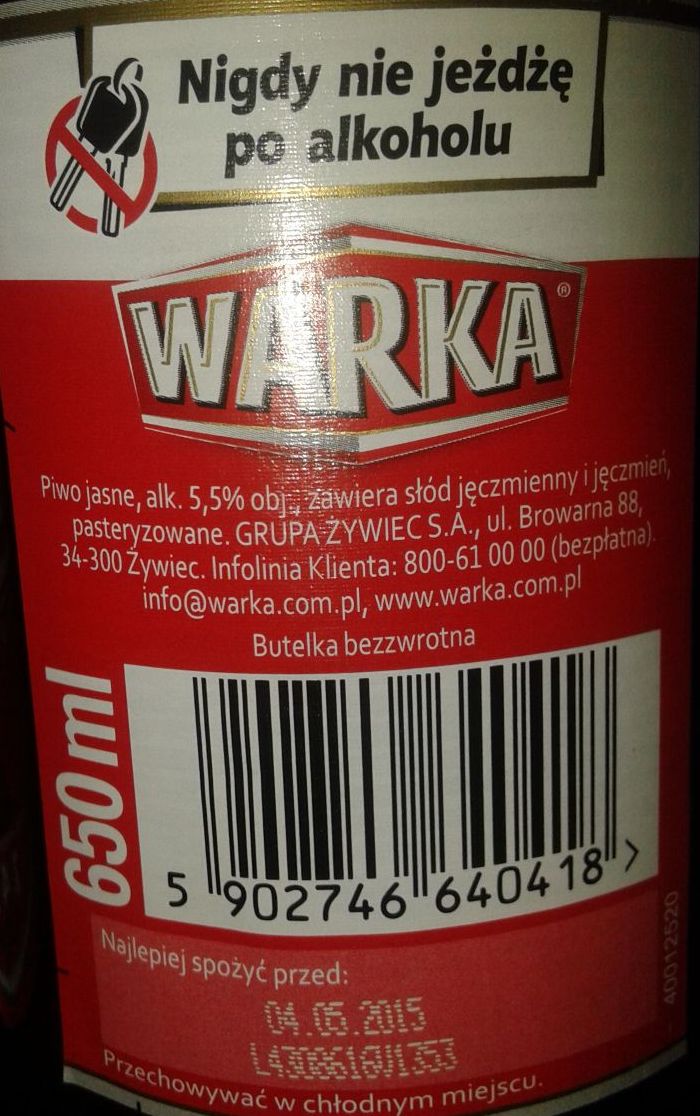 Nigdy nie jeżdżę
po alkoholu
WARKA®
Piwo jasne, alk. 5,5% obj., zawiera słód jęczmienny i jęczmień,
pasteryzowane. GRUPA ŻYWIEC S.A., ul. Browarna 88,
34-300 Żywiec. Infolinia Klienta: 800-61 00 00 (bezpłatna).
info@warka.com.pl, www.warka.com.pl
Butelka bezzwrotna
650 ml
5 902746 640418 >
40012520
Najlepiej spożyć przed:
04.05.2015
Przechowywać w chłodnym miejscu.